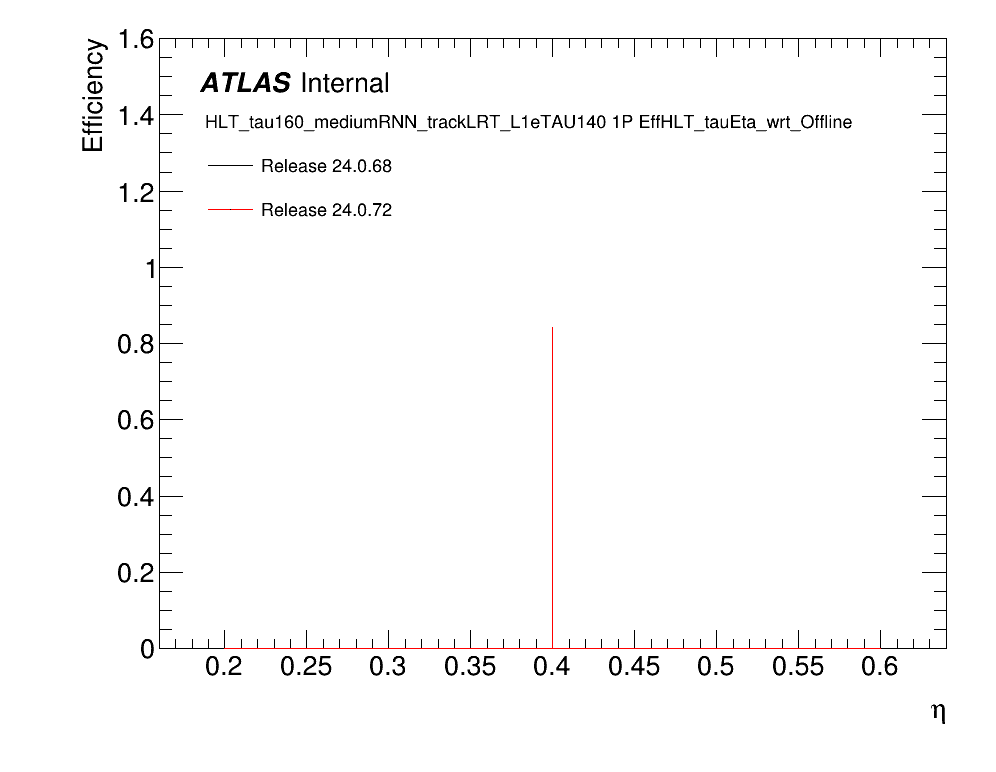 Efficiency
1.6
1.4
1.2
1
0.8
0.6
0.4
0.2
0
ATLAS Internal
HLT_tau160_mediumRNN_trackLRT_L1eTAU140 1P EffHLT_tauEta_wrt_Offline
Release 24.0.68
Release 24.0.72
0.2 0.25 0.3 0.35 0.4 0.45 0.5 0.55 0.6
η